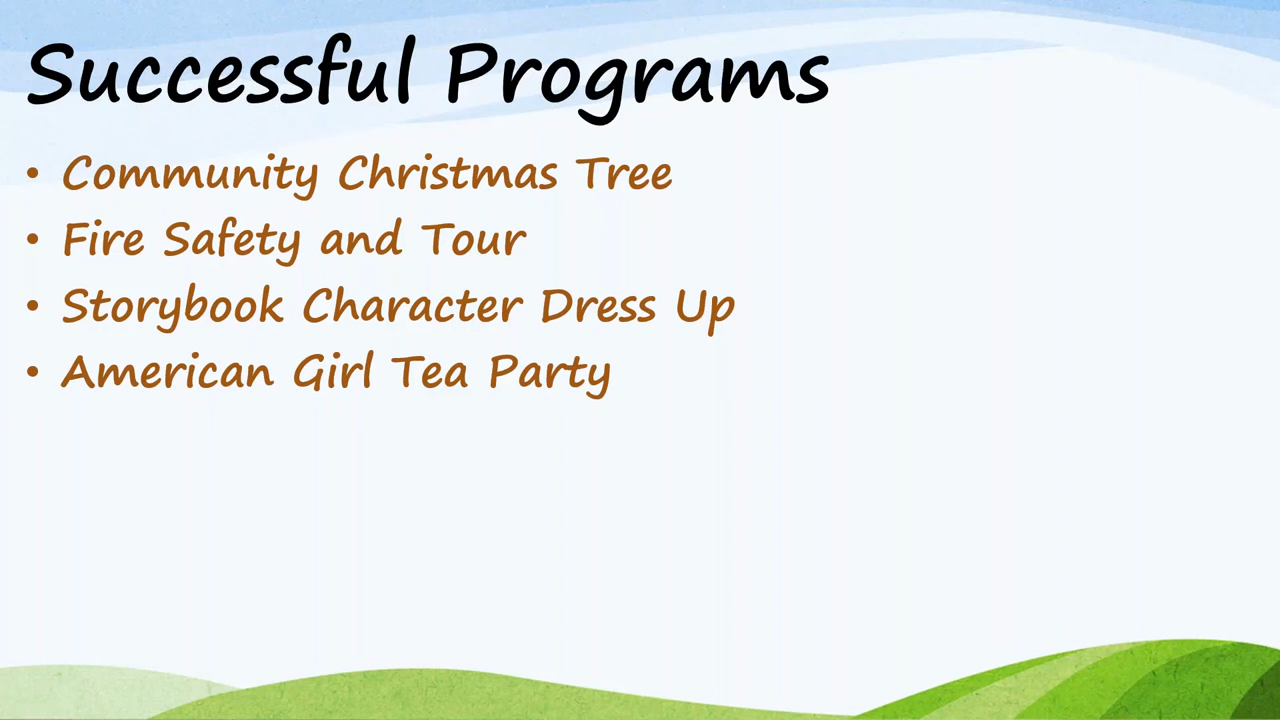 Successful Programs
• Community Christmas Tree
• Fire Safety and Tour
• Storybook Character Dress Up
• American Girl Tea Party